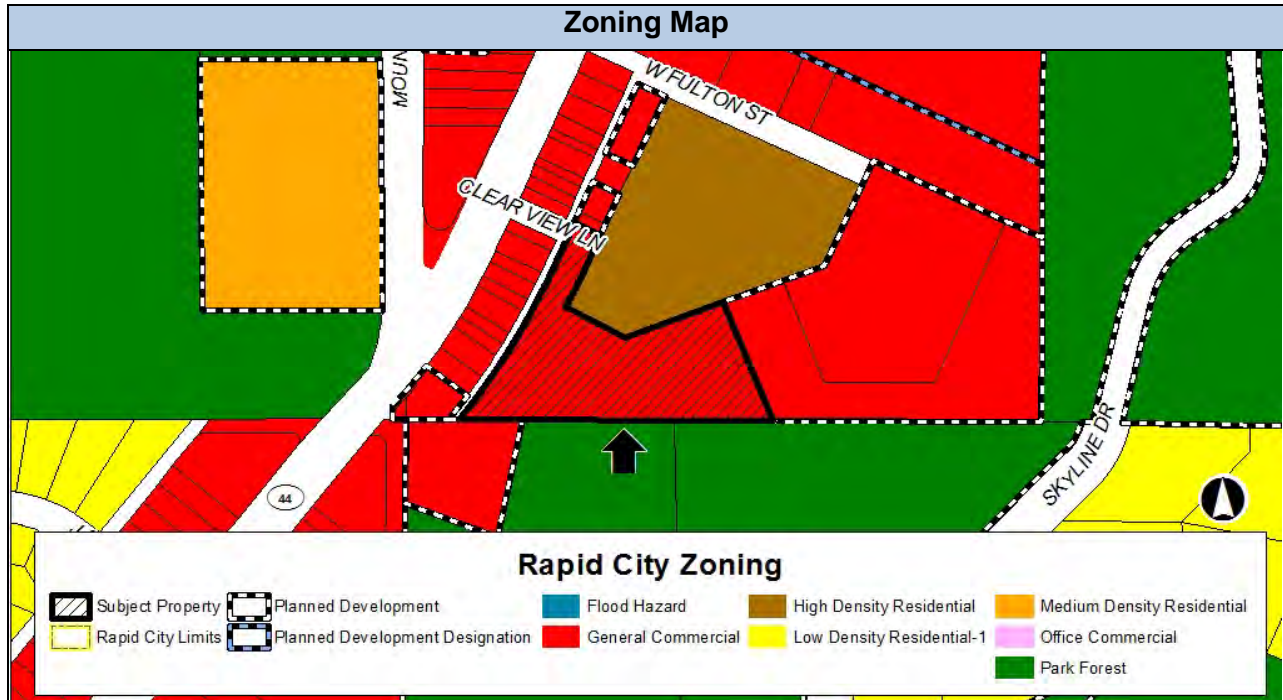 Zoning Map
MOUN
W FULTON ST
CLEAR VIEW LN
SKYLINE DR
44
Rapid City Zoning
Subject Property
Planned Development
Flood Hazard
High Density Residential
Medium Density Residential
Rapid City Limits
Planned Development Designation
General Commercial
Low Density Residential-1
Office Commercial
Park Forest